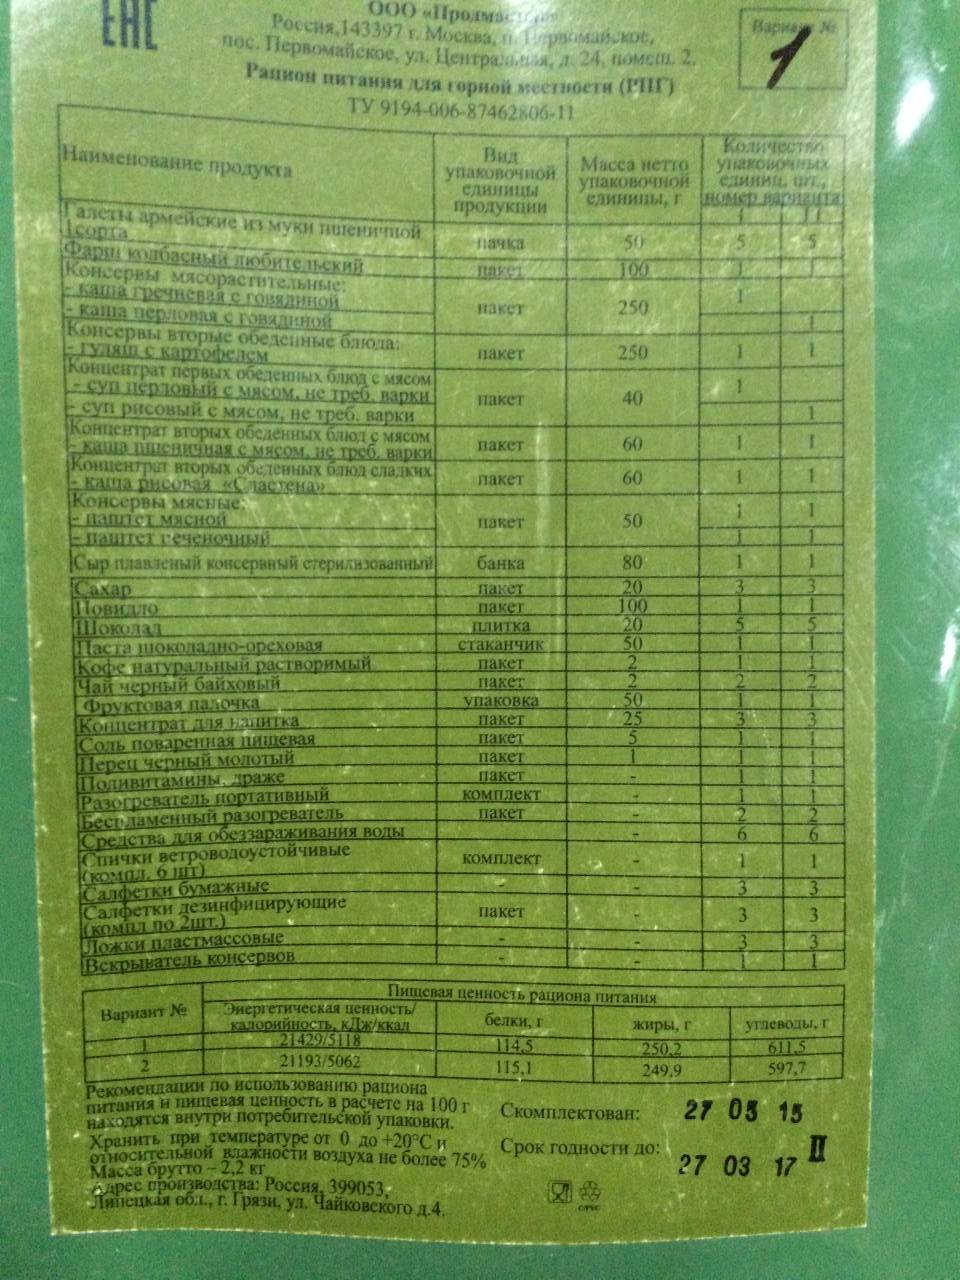 ЕАС
ООО «Продмастер»
Россия,143397 г. Москва, п. Первомайское,
пос. Первомайское, ул. Центральная, д. 24, помещ. 2.
Рацион питания для горной местности (РПГ)
ТУ 9194-006-87462806-11
Вариант №
1
Наименование продукта
Вид упаковочной единицы продукции
Масса нетто упаковочной единицы, г
Количество упаковочных единиц, шт., номер варианта
I II
Галеты армейские из муки пшеничной 1сорта пачка 50 5 5
Фарш колбасный любительский пакет 100 1 1
Консервы мясорастительные:
- каша гречневая с говядиной пакет 250 1
- каша перловая с говядиной 1
Консервы вторые обеденные блюда:
- гуляш с картофелем пакет 250 1 1
Концентрат первых обеденных блюд с мясом
- суп перловый с мясом, не треб. варки пакет 40 1
- суп рисовый с мясом, не треб. варки 1
Концентрат вторых обеденных блюд с мясом
- каша пшеничная с мясом, не треб. варки пакет 60 1 1
Концентрат вторых обеденных блюд сладких
- каша рисовая «Сластена» пакет 60 1 1
Консервы мясные:
- паштет мясной пакет 50 1 1
- паштет печеночный 1 1
Сыр плавленый консервный стерилизованный банка 80 1 1
Сахар пакет 20 3 3
Повидло пакет 100 1 1
Шоколад плитка 20 5 5
Паста шоколадно-ореховая стаканчик 50 1 1
Кофе натуральный растворимый пакет 2 1 1
Чай черный байховый пакет 2 2 2
Фруктовая палочка упаковка 50 1 1
Концентрат для напитка пакет 25 3 3
Соль поваренная пищевая пакет 5 1 1
Перец черный молотый пакет 1 1 1
Поливитамины, драже пакет - 1 1
Разогреватель портативный комплект - 1 1
Беспламенный разогреватель пакет - 2 2
Средства для обеззараживания воды - 6 6
Спички ветроводоустойчивые
(компл. 6 шт) комплект - 1 1
Салфетки бумажные - - 3 3
Салфетки дезинфицирующие
(компл по 2шт.) пакет - 3 3
Ложки пластмассовые - - 3 3
Вскрыватель консервов - - 1 1
Вариант №
Пищевая ценность рациона питания
Энергетическая ценность/ калорийность, кДж/ккал
белки, г
жиры, г
углеводы, г
1 21429/5118 114,5 250,2 611,5
2 21193/5062 115,1 249,9 597,7
Рекомендации по использованию рациона
питания и пищевая ценность в расчете на 100 г
находятся внутри потребительской упаковки.
Хранить при температуре от 0 до +20°С и
относительной влажности воздуха не более 75%
Масса брутто – 2,2 кг
Адрес производства: Россия, 399053,
Липецкая обл., г. Грязи, ул. Чайковского д.4.
Скомплектован: 27 03 15
Срок годности до: 27 03 17 II